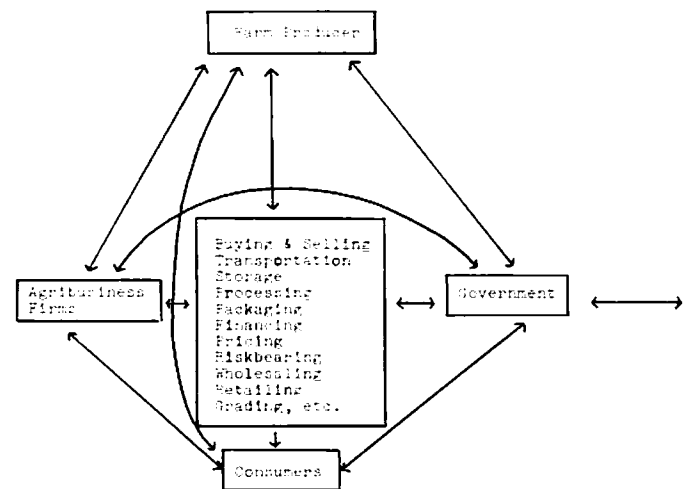 Farm Producer
Buying & Selling
Transportation
Storage
Processing
Packaging
Financing
Pricing
Riskbearing
Wholesaling
Retailing
Grading, etc.
Agribusiness
Firms
Government
Consumers